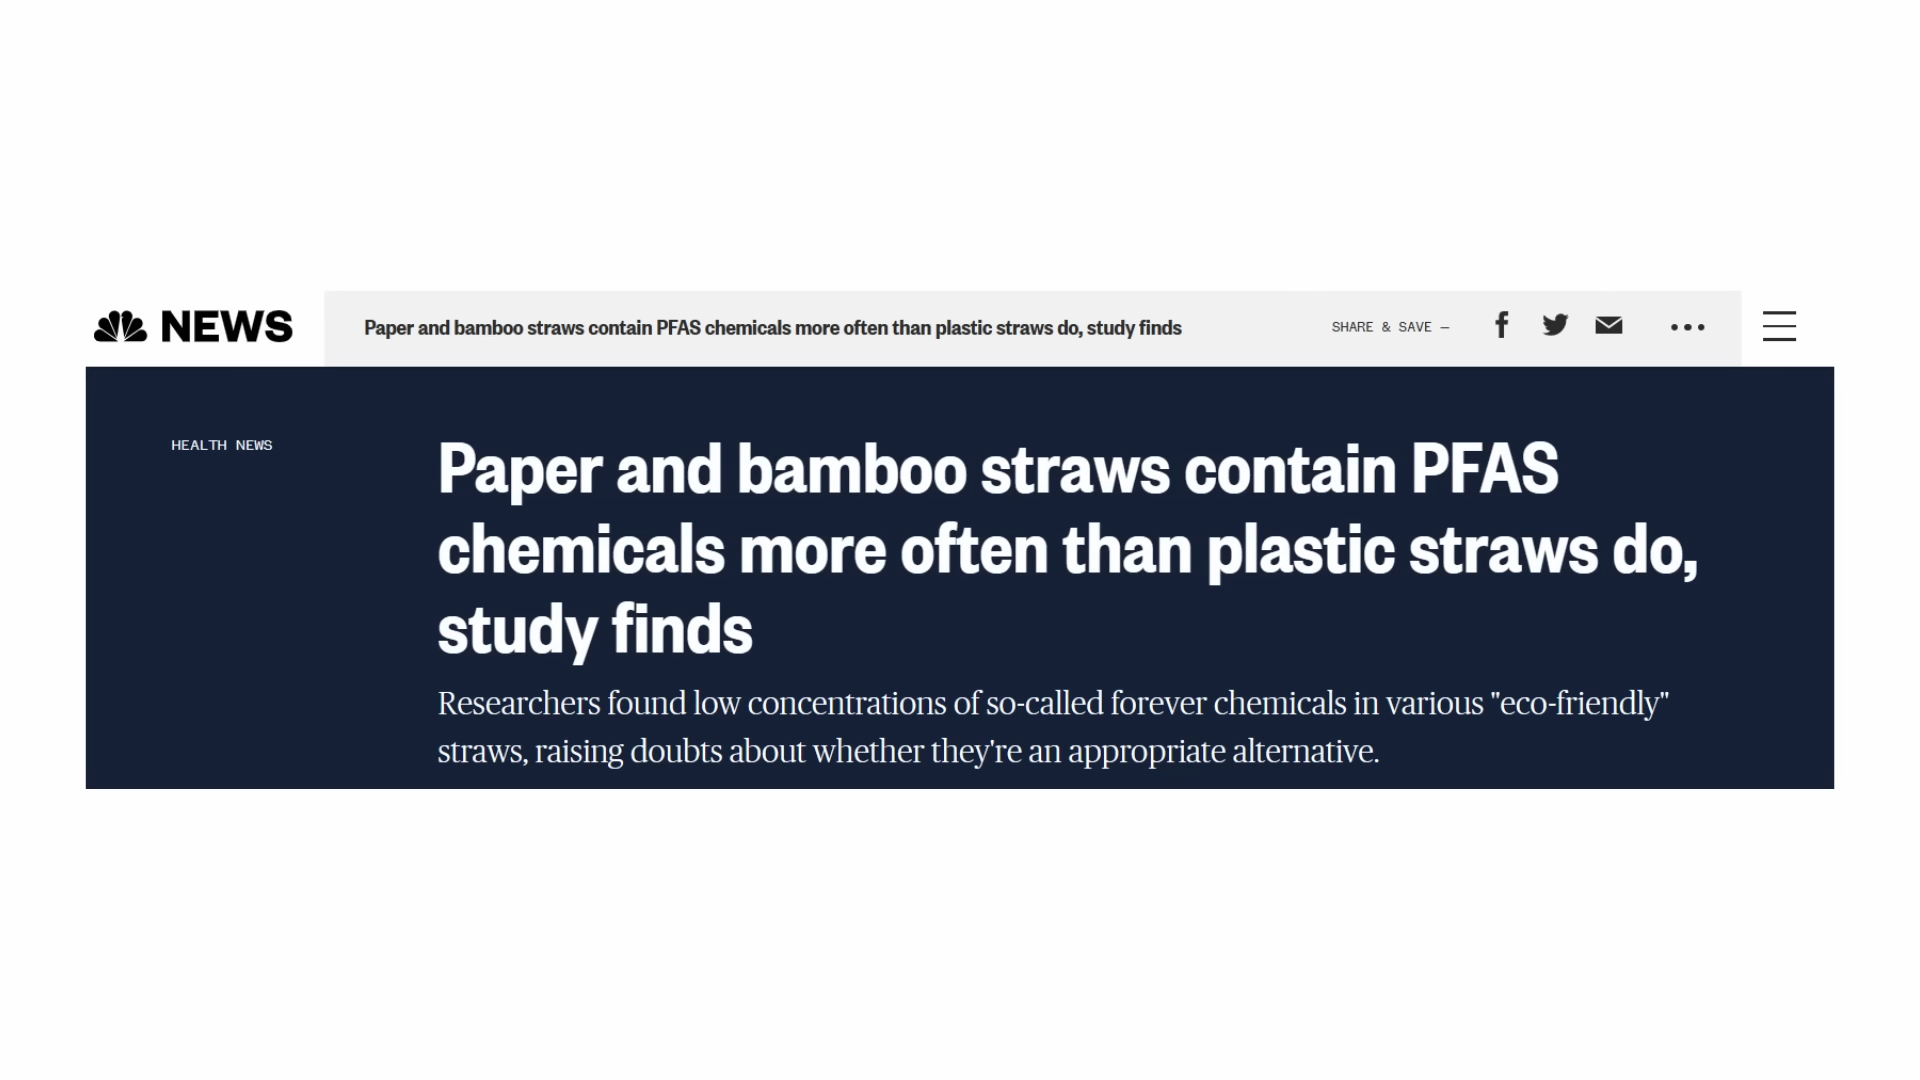 NEWS
Paper and bamboo straws contain PFAS chemicals more often than plastic straws do, study finds
SHARE & SAVE —
HEALTH NEWS
Paper and bamboo straws contain PFAS
chemicals more often than plastic straws do,
study finds
Researchers found low concentrations of so-called forever chemicals in various "eco-friendly"
straws, raising doubts about whether they're an appropriate alternative.